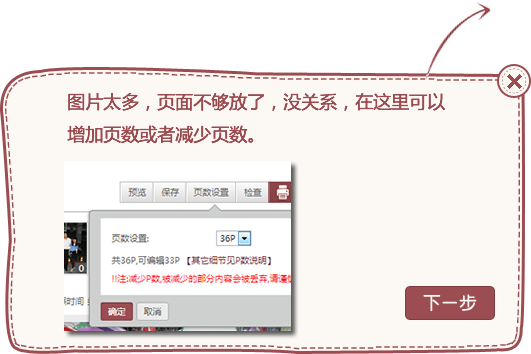 图片太多，页面不够放了，没关系，在这里可以
增加页数或者减少页数。
预览 保存 页数设置 检查
页数设置: 36P
0
共36P,可编辑33P 【其它细节见P数说明】
!!注:减少P数,被减少的部分内容会被丢弃,请谨
时间
确定 取消
下一步